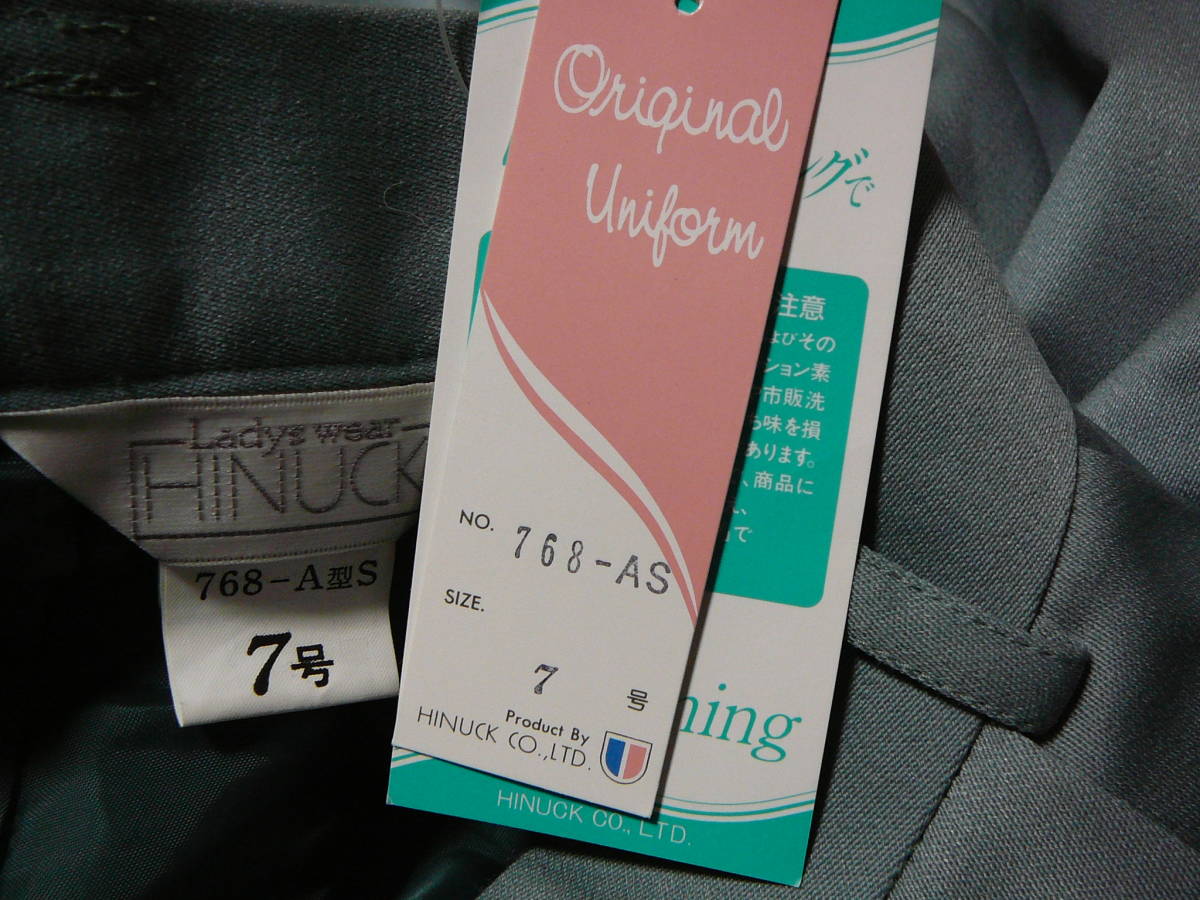 Original
Uniform
NO. 768-AS
SIZE.
7 号
Product By
HINUCK CO.,LTD.
Ladys wear
HINUCK
768-A型S
7号
グで
注意
よびその
ション素
市販洗
味を損
あります。
、商品に
で
ning
HINUCK CO., LTD.